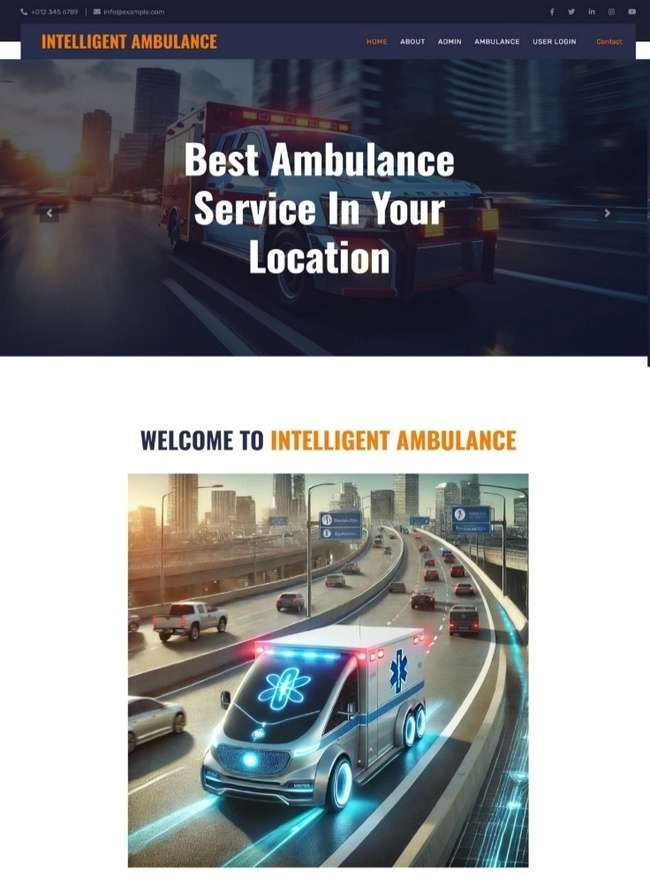 +012 345 6789 | info@example.com
INTELLIGENT AMBULANCE
HOME ABOUT ADMIN AMBULANCE USER LOGIN Contact
Best Ambulance
Service In Your
Location
WELCOME TO INTELLIGENT AMBULANCE